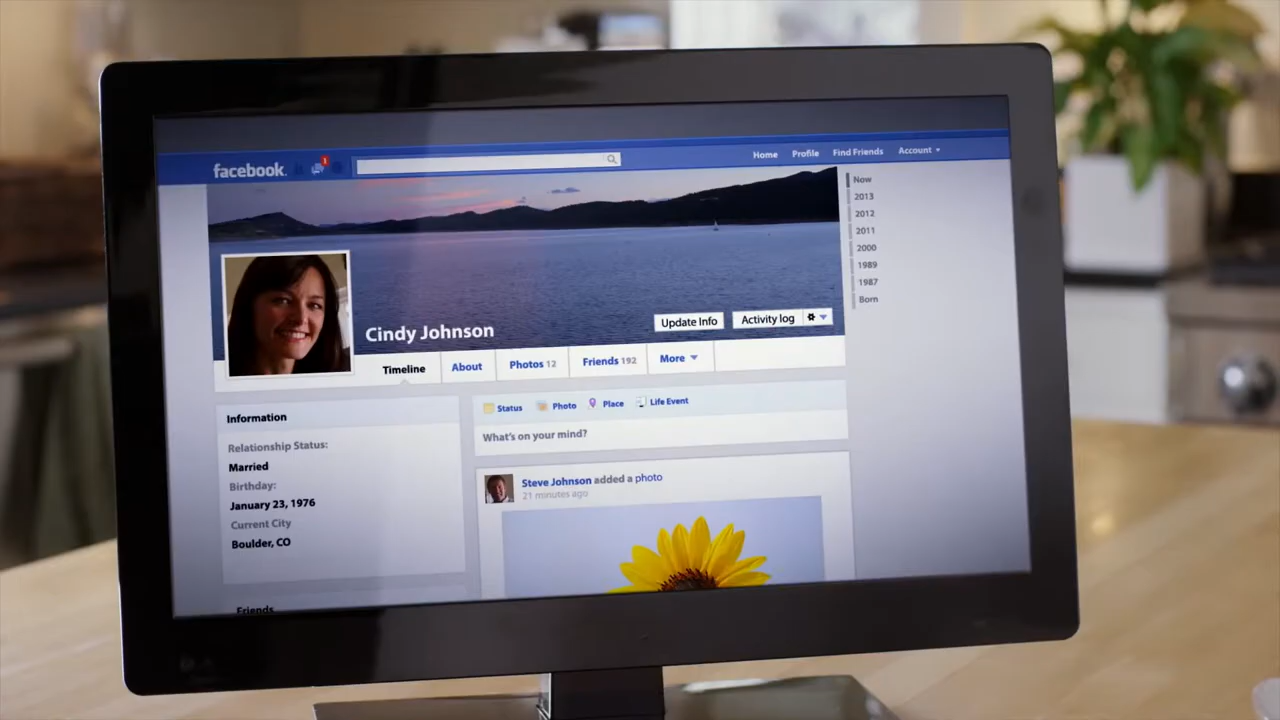 facebook.
1
Home Profile Find Friends Account
Now
2013
2012
2011
2000
1989
1987
Born
Cindy Johnson
Update Info Activity log
Timeline About Photos 12 Friends 192 More
Information
Relationship Status:
Married
Birthday:
January 23, 1976
Current City
Boulder, CO
Friends
Status Photo Place Life Event
What's on your mind?
Steve Johnson added a photo
21 minutes ago